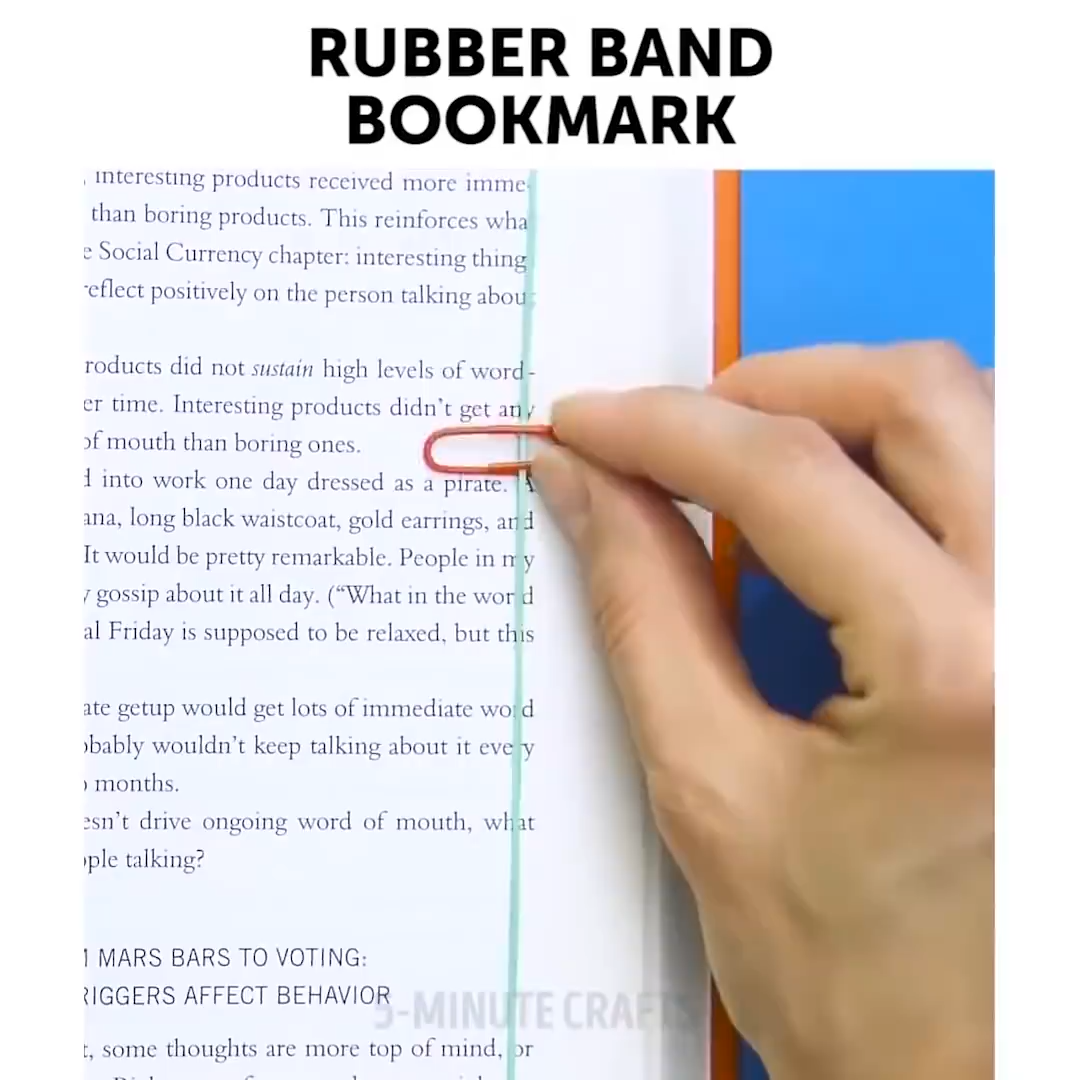 RUBBER BAND
BOOKMARK
interesting products received more imme-
than boring products. This reinforces wha
e Social Currency chapter: interesting thing
reflect positively on the person talking abou
roducts did not sustain high levels of word-
er time. Interesting products didn't get any
of mouth than boring ones.
d into work one day dressed as a pirate. A
ana, long black waistcoat, gold earrings, and
It would be pretty remarkable. People in my
y gossip about it all day. (“What in the world
al Friday is supposed to be relaxed, but this
ate getup would get lots of immediate word
obably wouldn't keep talking about it every
months.
esn't drive ongoing word of mouth, what
ople talking?
M MARS BARS TO VOTING:
RIGGERS AFFECT BEHAVIOR
5-MINUTE CRAFTS
t, some thoughts are more top of mind, or